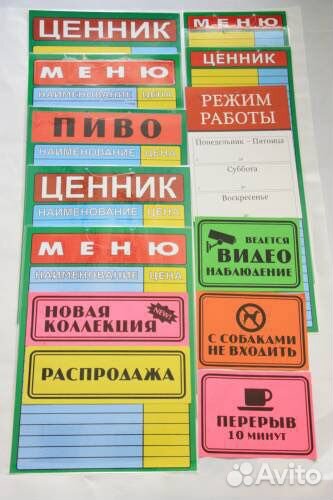 ЦЕННИК
МЕНЮ
НАИМЕНОВАНИЕ ЦЕНА
ПИВО
НАИМЕНОВАНИЕ ЦЕНА
ЦЕННИК
НАИМЕНОВАНИЕ ЦЕНА
МЕНЮ
НАИМЕНОВАНИЕ ЦЕНА
НОВАЯ
КОЛЛЕКЦИЯ
NEW!
РАСПРОДАЖА
МЕНЮ
ЦЕННИК
РЕЖИМ
РАБОТЫ
Понедельник - Пятница
Суббота
Воскресенье
ВЕДЕТСЯ
ВИДЕО
НАБЛЮДЕНИЕ
С СОБАКАМИ
НЕ ВХОДИТЬ
ПЕРЕРЫВ
10 МИНУТ
Avito